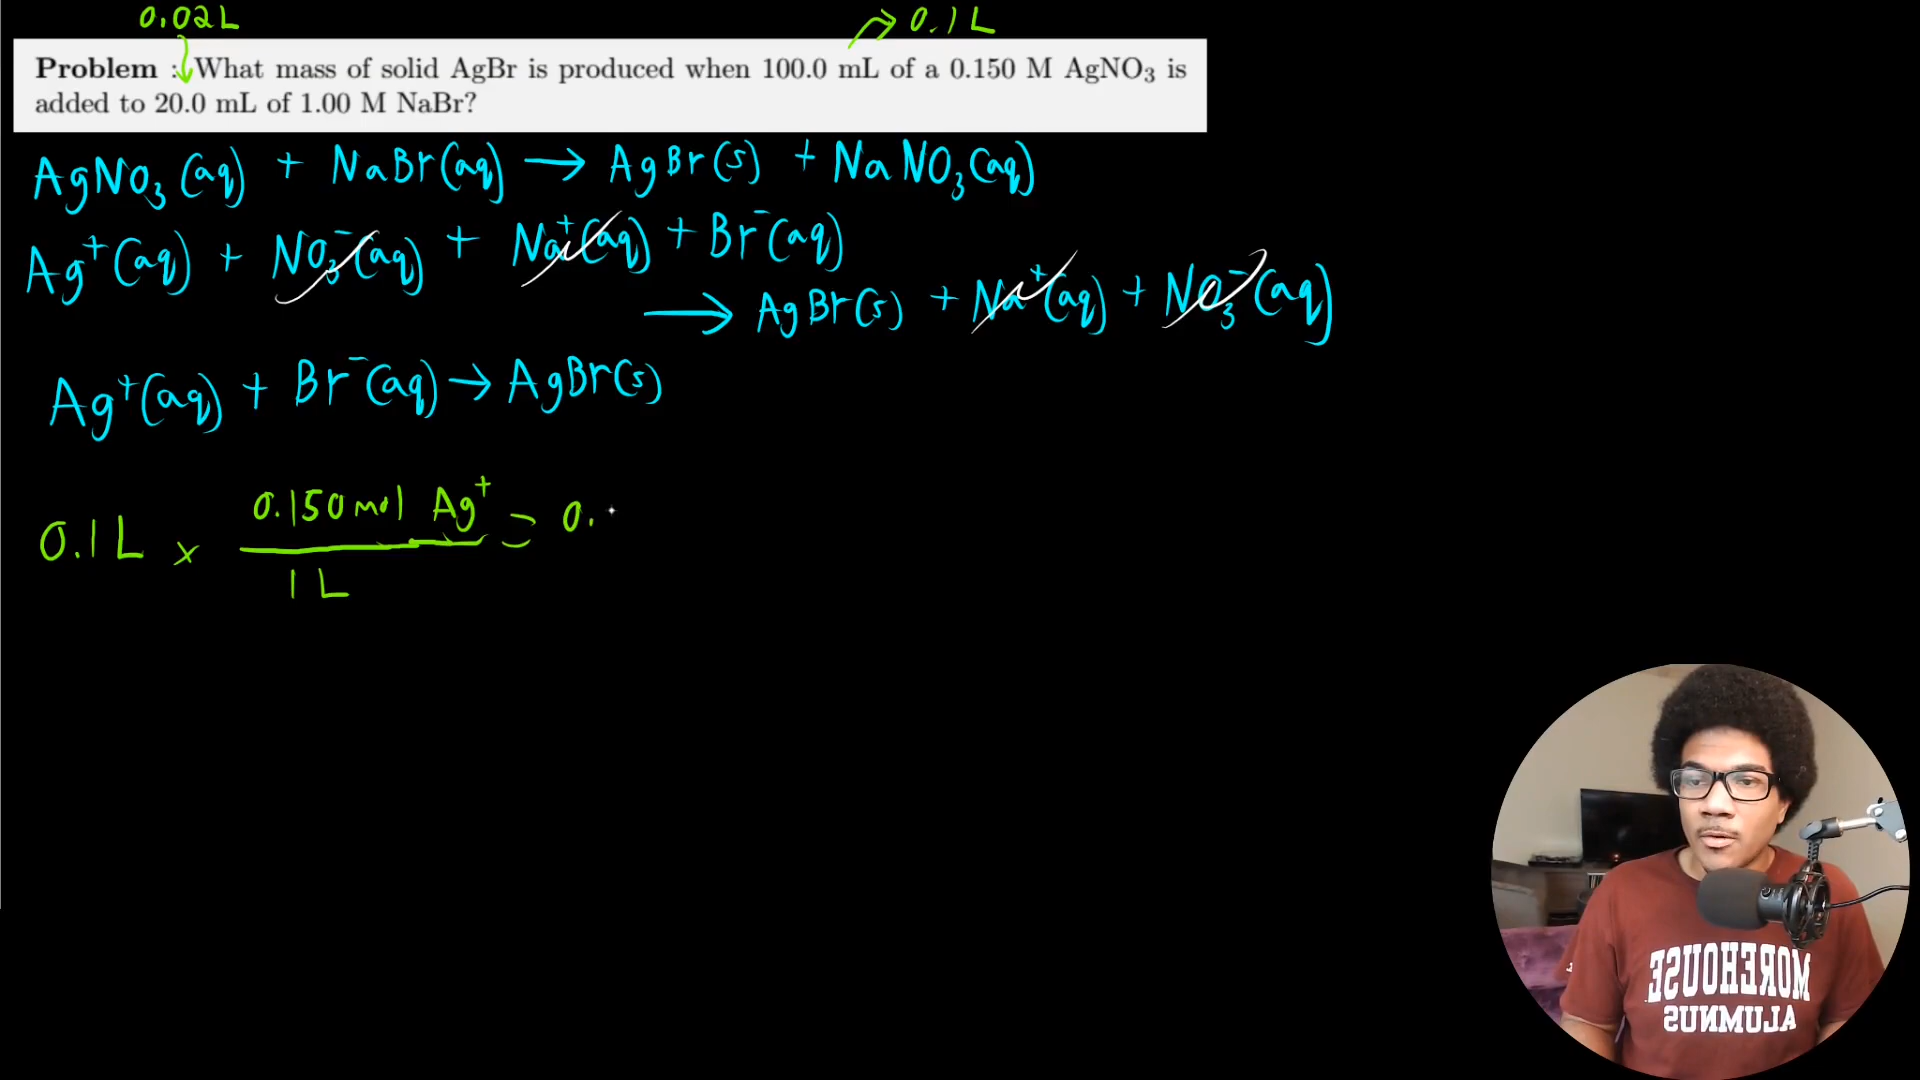 0.02L
0.1L
Problem : What mass of solid AgBr is produced when 100.0 mL of a 0.150 M AgNO₃ is
added to 20.0 mL of 1.00 M NaBr?
AgNO₃(aq) + NaBr(aq) → AgBr(s) + NaNO₃(aq)
Ag⁺(aq) + NO₃⁻(aq) + Na⁺(aq) + Br⁻(aq)
→ AgBr(s) + Na⁺(aq) + NO₃⁻(aq)
Ag⁺(aq) + Br⁻(aq) → AgBr(s)
0.1L × 0.150 mol Ag⁺ = 0.
1 L
MOREHOUSE
ALUMNUS